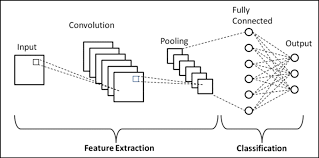 Fully
Connected
Convolution
Pooling
Input
Output
Feature Extraction
Classification